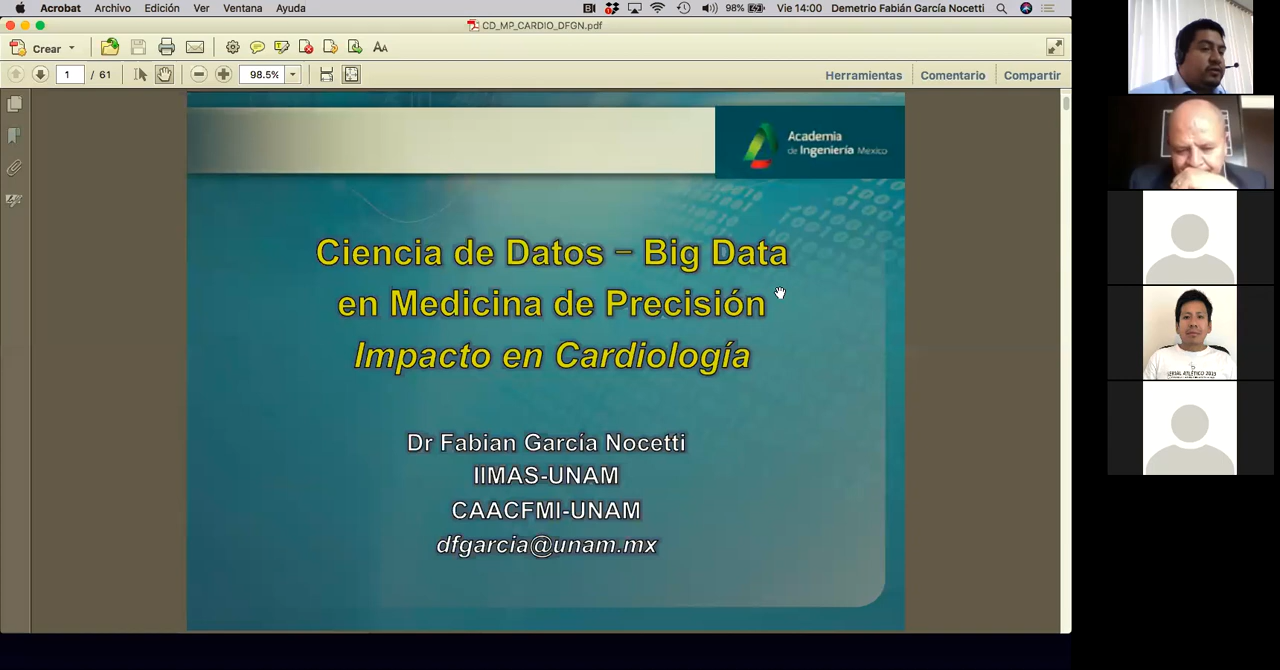 Acrobat Archivo Edición Ver Ventana Ayuda 98% Vie 14:00 Demetrio Fabián García Nocetti
CD_MP_CARDIO_DFGN.pdf
Crear
1 / 61 98.5% Herramientas Comentario Compartir
Academia
de Ingeniería Mexico
Ciencia de Datos – Big Data
en Medicina de Precisión
Impacto en Cardiología
Dr Fabian García Nocetti
IIMAS-UNAM
CAACFMI-UNAM
dfgarcia@unam.mx